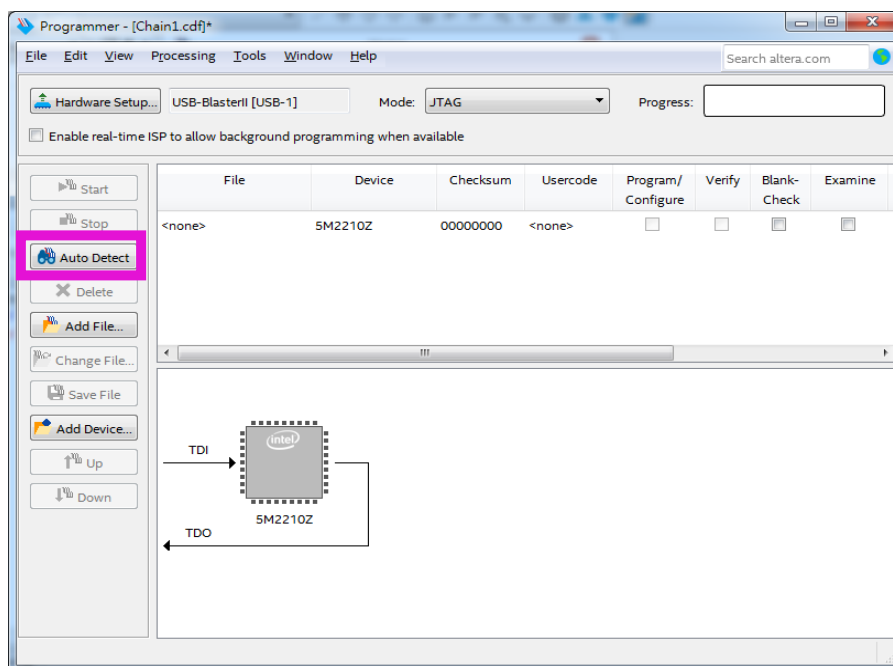 Programmer - [Chain1.cdf]*
File Edit View Processing Tools Window Help
Search altera.com
Hardware Setup... USB-BlasterII [USB-1] Mode: JTAG Progress:
Enable real-time ISP to allow background programming when available
File Device Checksum Usercode Program/ Configure Verify Blank- Check Examine
<none> 5M2210Z 00000000 <none>
Start
Stop
Auto Detect
Delete
Add File...
Change File...
Save File
Add Device...
Up
Down
TDI
intel
5M2210Z
TDO